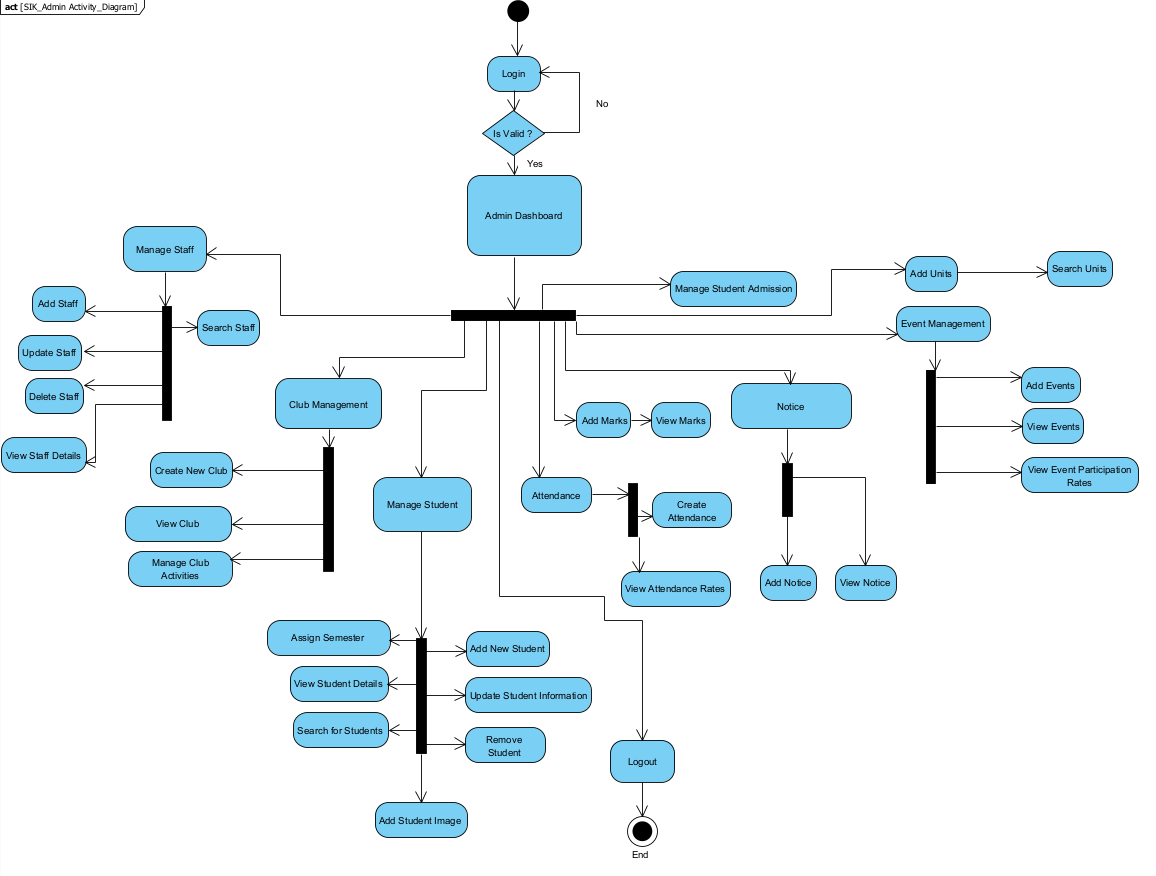 act [SIK_Admin Activity_Diagram]
Login
No
Is Valid ?
Yes
Admin Dashboard
Manage Staff
Add Staff
Search Staff
Update Staff
Delete Staff
View Staff Details
Manage Student Admission
Add Units
Search Units
Event Management
Add Events
View Events
View Event Participation
Rates
Club Management
Create New Club
View Club
Manage Club
Activities
Manage Student
Add Marks
View Marks
Notice
Attendance
Create
Attendance
View Attendance Rates
Add Notice
View Notice
Assign Semester
Add New Student
View Student Details
Update Student Information
Search for Students
Remove
Student
Add Student Image
Logout
End